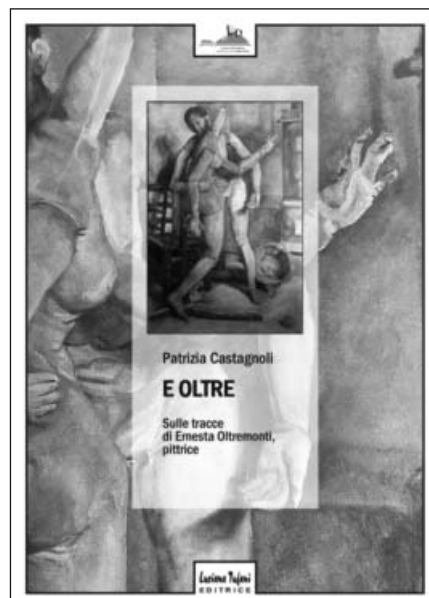 Patrizia Castagnoli
E OLTRE
Sulle tracce
di Ernesta Oltremonti,
pittrice
Luciana Tufani
EDITRICE